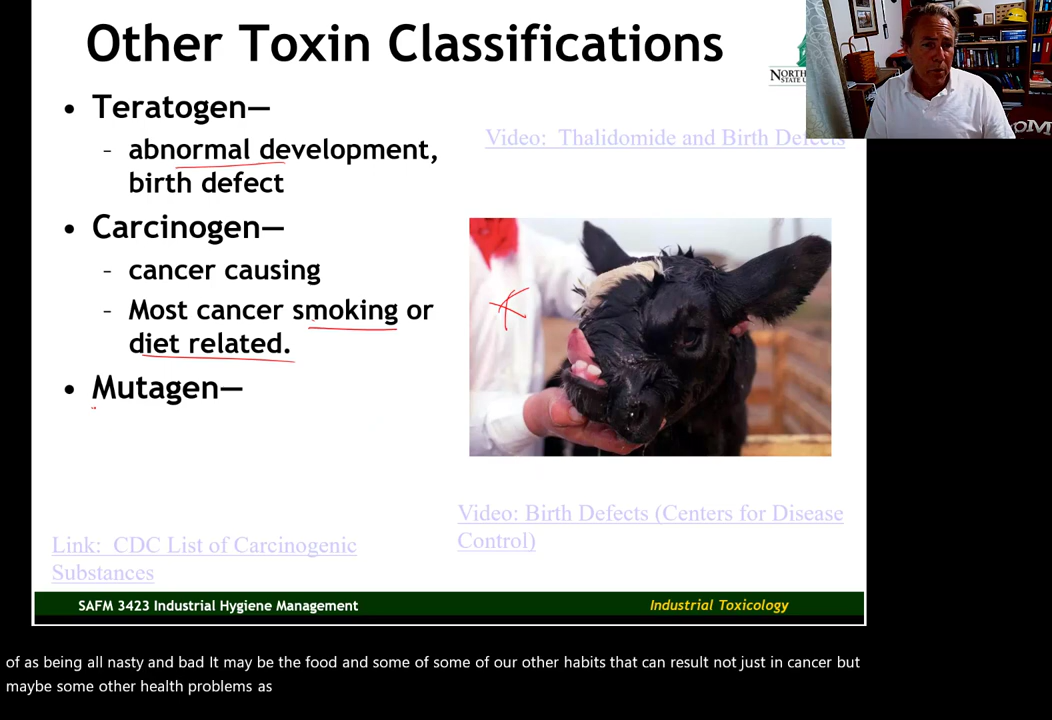 Other Toxin Classifications
NORTH
STATE U
• Teratogen—
- abnormal development,
birth defect
Video: Thalidomide and Birth Defects
• Carcinogen—
- cancer causing
- Most cancer smoking or
diet related.
• Mutagen—
Video: Birth Defects (Centers for Disease
Control)
Link: CDC List of Carcinogenic
Substances
SAFM 3423 Industrial Hygiene Management
Industrial Toxicology
of as being all nasty and bad It may be the food and some of some of our other habits that can result not just in cancer but
maybe some other health problems as